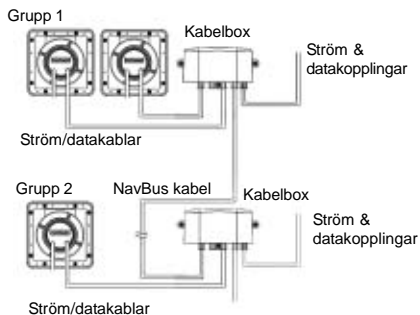 Grupp 1
Kabelbox
Ström &
datakopplingar
Ström/datakablar
Grupp 2
NavBus kabel
Kabelbox
Ström &
datakopplingar
Ström/datakablar